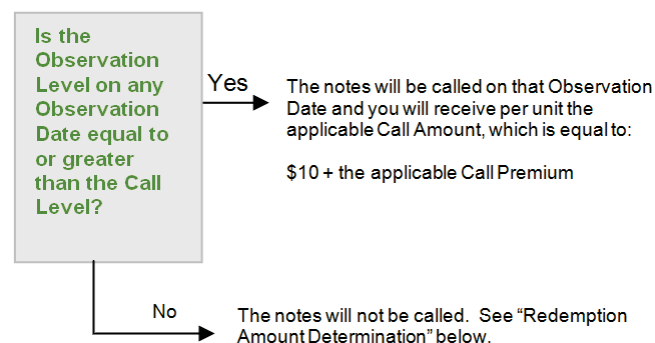 Is the
Observation
Level on any
Observation
Date equal to
or greater
than the Call
Level?
Yes
The notes will be called on that Observation
Date and you will receive per unit the
applicable Call Amount, which is equal to:
$10 + the applicable Call Premium
No
The notes will not be called.  See “Redemption
Amount Determination” below.